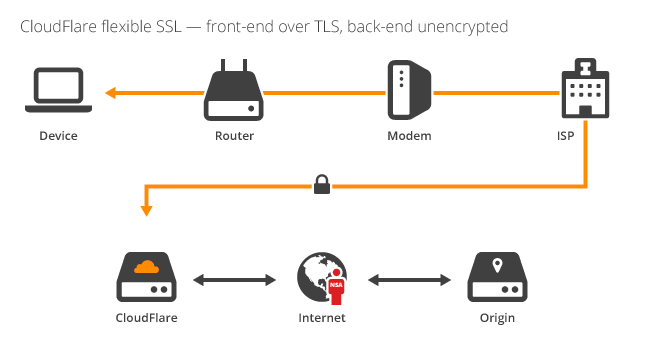 CloudFlare flexible SSL — front-end over TLS, back-end unencrypted
Device
Router
Modem
ISP
NSA
CloudFlare
Internet
Origin